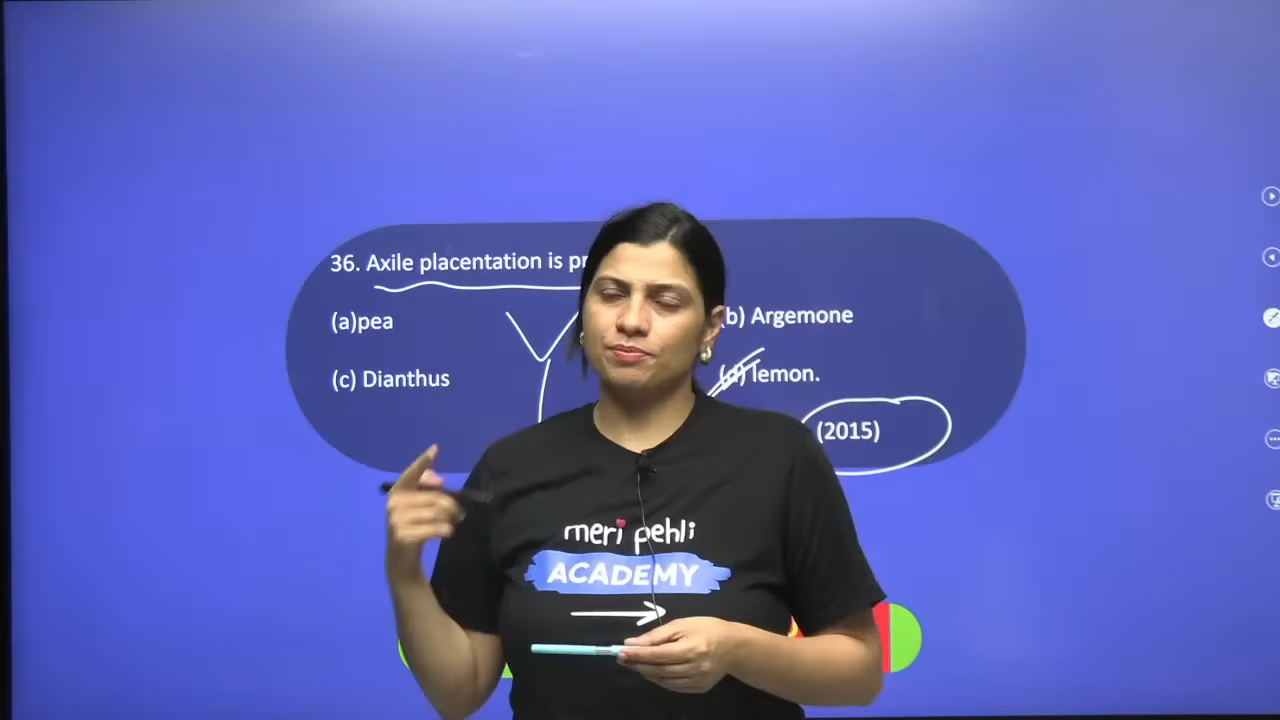 36. Axile placentation is pr
(a)pea
(b) Argemone
(c) Dianthus
(d) lemon.
(2015)
meri pehli
ACADEMY